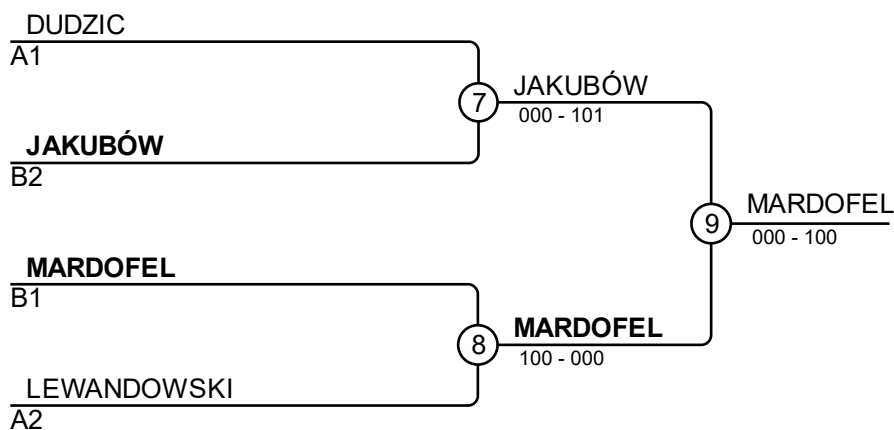 DUDZIC
A1
7
JAKUBÓW
000 - 101
JAKUBÓW
B2
9
MARDOFEL
000 - 100
MARDOFEL
B1
8
MARDOFEL
100 - 000
LEWANDOWSKI
A2